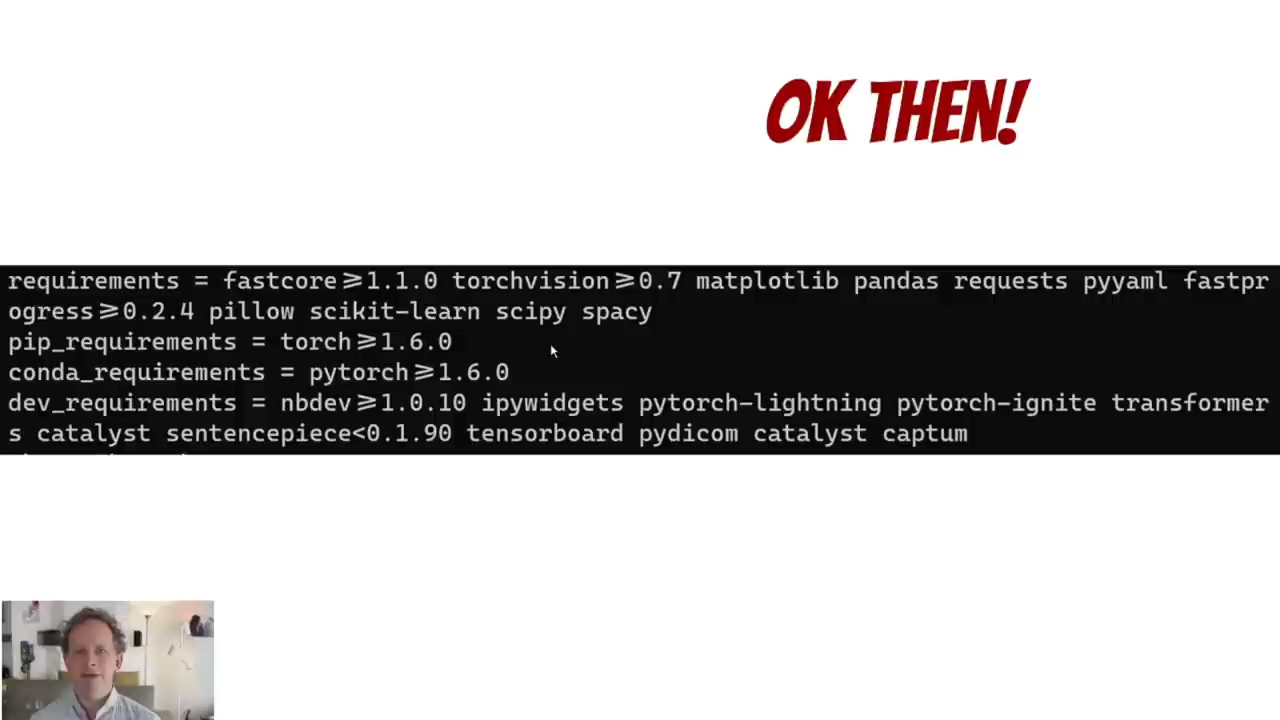 OK THEN!
requirements = fastcore≥1.1.0 torchvision≥0.7 matplotlib pandas requests pyyaml fastpr
ogress≥0.2.4 pillow scikit-learn scipy spacy
pip_requirements = torch≥1.6.0
conda_requirements = pytorch≥1.6.0
dev_requirements = nbdev≥1.0.10 ipywidgets pytorch-lightning pytorch-ignite transformer
s catalyst sentencepiece<0.1.90 tensorboard pydicom catalyst captum